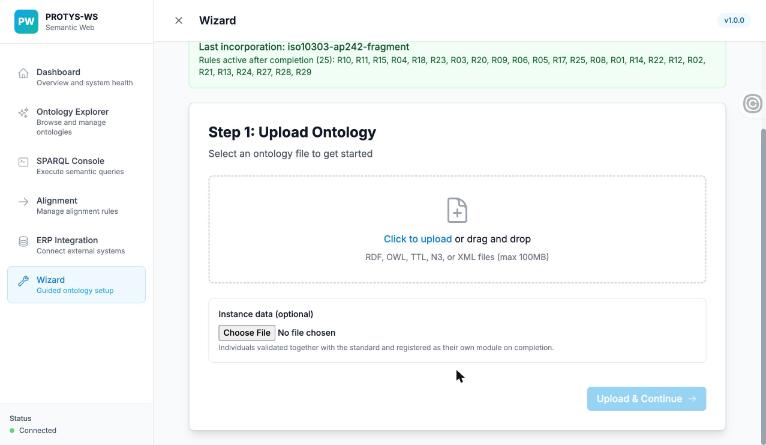 PW
PROTYS-WS
Semantic Web
Dashboard
Overview and system health
Ontology Explorer
Browse and manage
ontologies
SPARQL Console
Execute semantic queries
Alignment
Manage alignment rules
ERP Integration
Connect external systems
Wizard
Guided ontology setup
Status
Connected
Wizard
v1.0.0
Last incorporation: iso10303-ap242-fragment
Rules active after completion (25): R10, R11, R15, R04, R18, R23, R03, R20, R09, R06, R05, R17, R25, R08, R01, R14, R22, R12, R02,
R21, R13, R24, R27, R28, R29
Step 1: Upload Ontology
Select an ontology file to get started
Click to upload or drag and drop
RDF, OWL, TTL, N3, or XML files (max 100MB)
Instance data (optional)
Choose File No file chosen
Individuals validated together with the standard and registered as their own module on completion.
Upload & Continue →